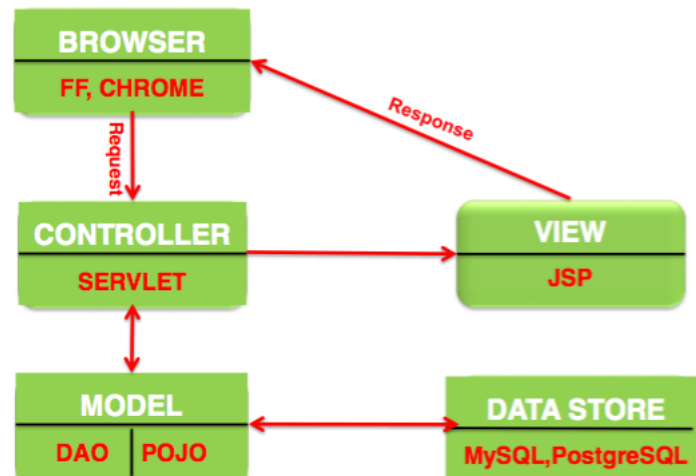 BROWSER
FF, CHROME
Response
Request
CONTROLLER
SERVLET
VIEW
JSP
MODEL
DAO
POJO
DATA STORE
MySQL,PostgreSQL